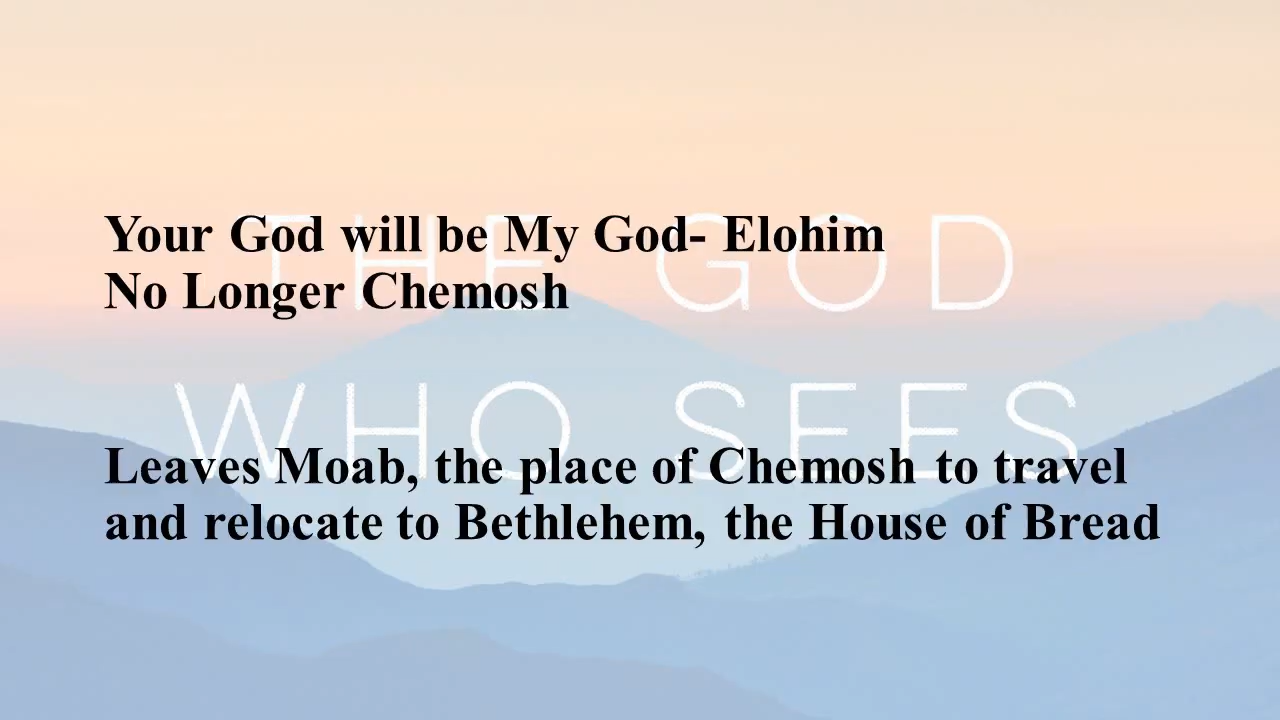 Your God will be My God- Elohim
No Longer Chemosh
THE GOD
WHO SEES
Leaves Moab, the place of Chemosh to travel
and relocate to Bethlehem, the House of Bread